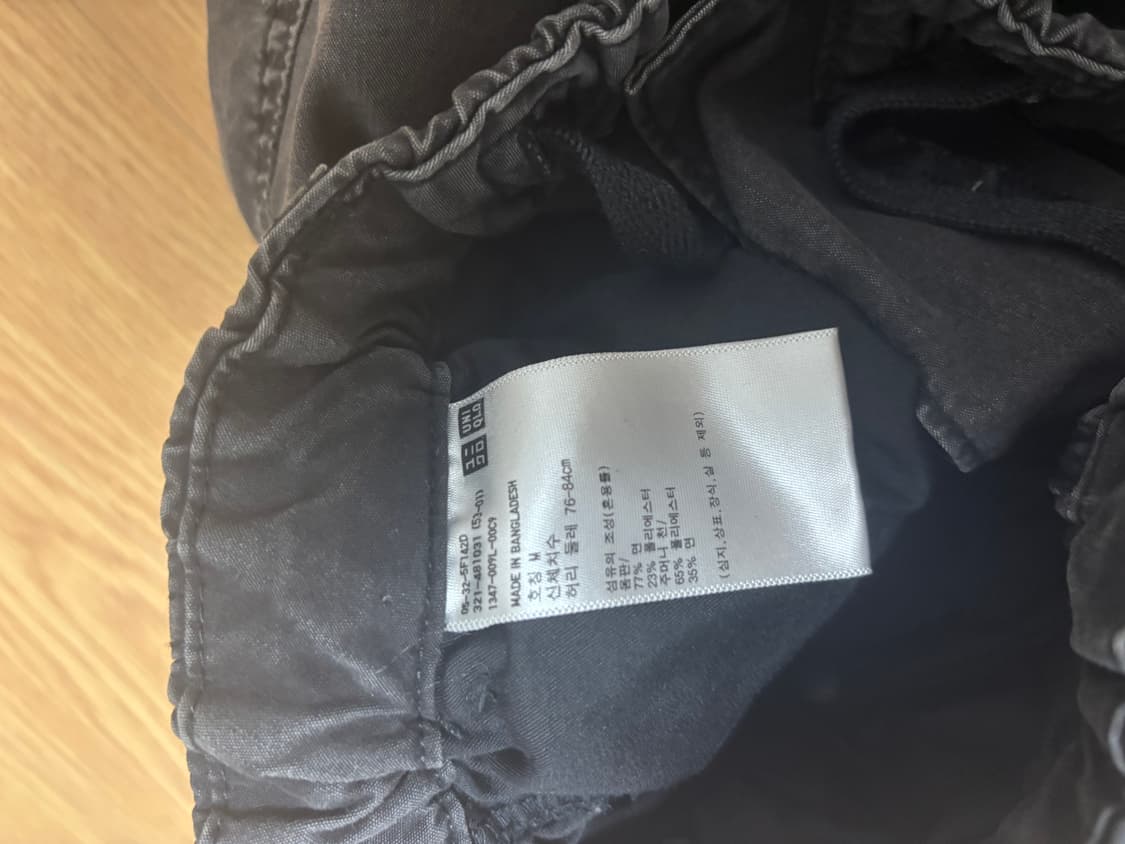 UNI
QLO
05-32-5F142D
321-481031 (53-01)
1347-009L-00C9
MADE IN BANGLADESH
호칭 M
신체치수
허리 둘레 76-84cm
섬유의 조성(혼용률)
몸판/
77% 면
23% 폴리에스터
주머니 천/
65% 폴리에스터
35% 면
(심지,상표,장식,실 등 제외)